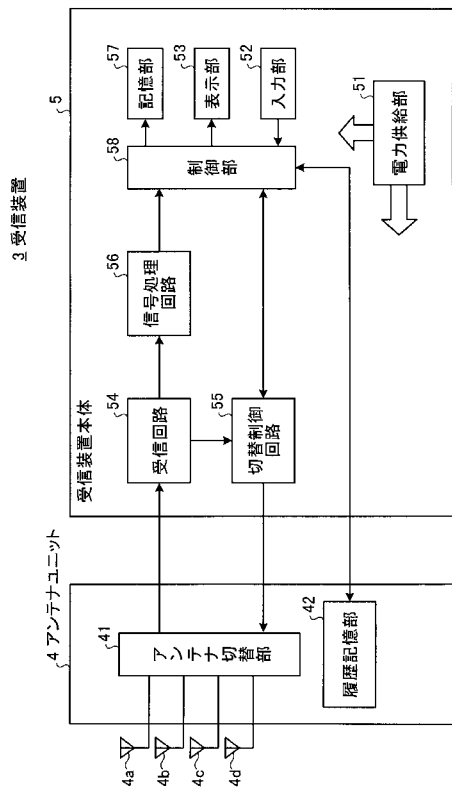 3 受信装置
4 アンテナユニット
4a
4b
4c
4d
41
アンテナ切替部
42
履歴記憶部
5
受信装置本体
54
受信回路
55
切替制御
回路
56
信号処理
回路
58
制御部
57
記憶部
53
表示部
52
入力部
51
電力供給部